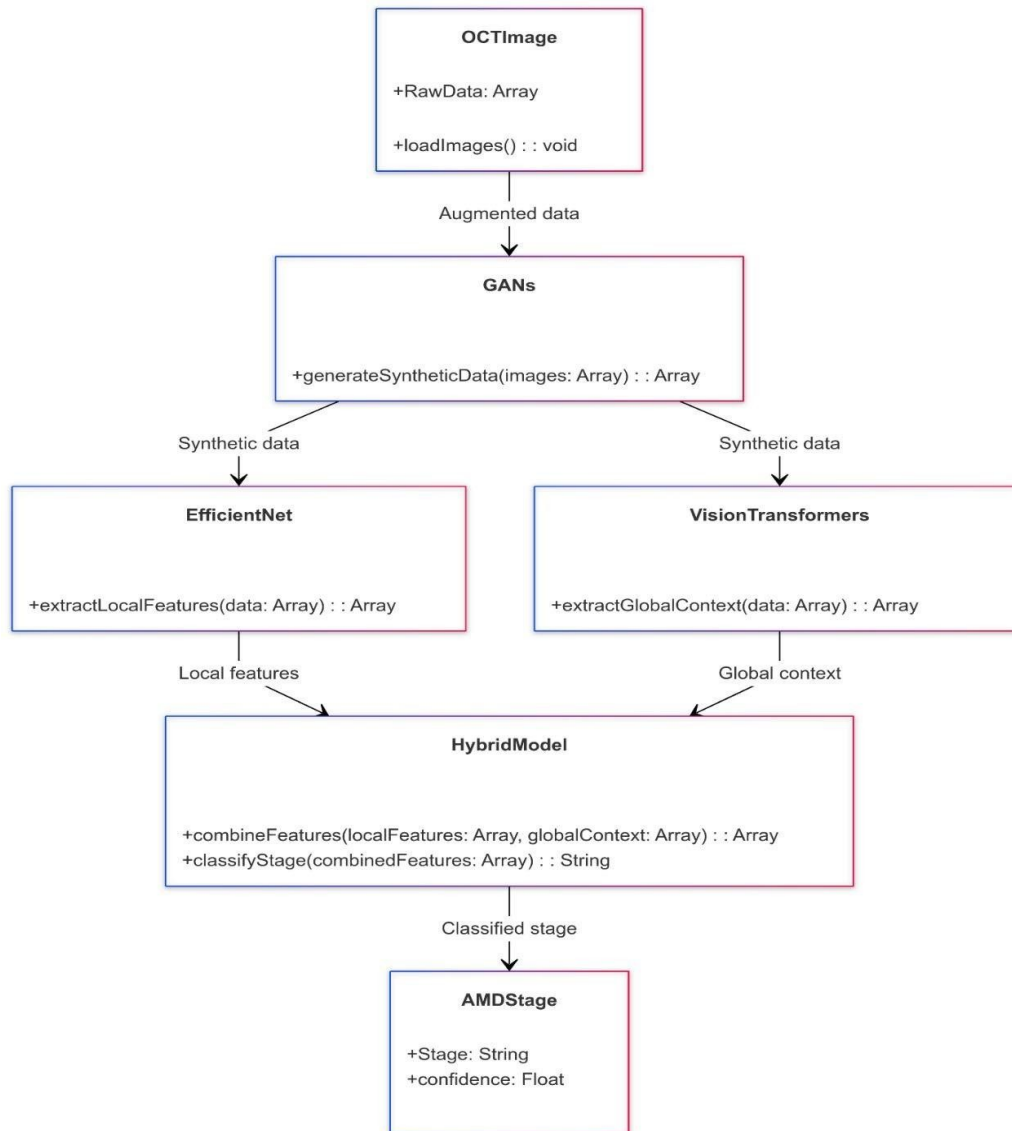 OCTImage
+RawData: Array
+loadImages() : : void
Augmented data
GANs
+generateSyntheticData(images: Array) : : Array
Synthetic data
Synthetic data
EfficientNet
+extractLocalFeatures(data: Array) : : Array
VisionTransformers
+extractGlobalContext(data: Array) : : Array
Local features
Global context
HybridModel
+combineFeatures(localFeatures: Array, globalContext: Array) : : Array
+classifyStage(combinedFeatures: Array) : : String
Classified stage
AMDStage
+Stage: String
+confidence: Float